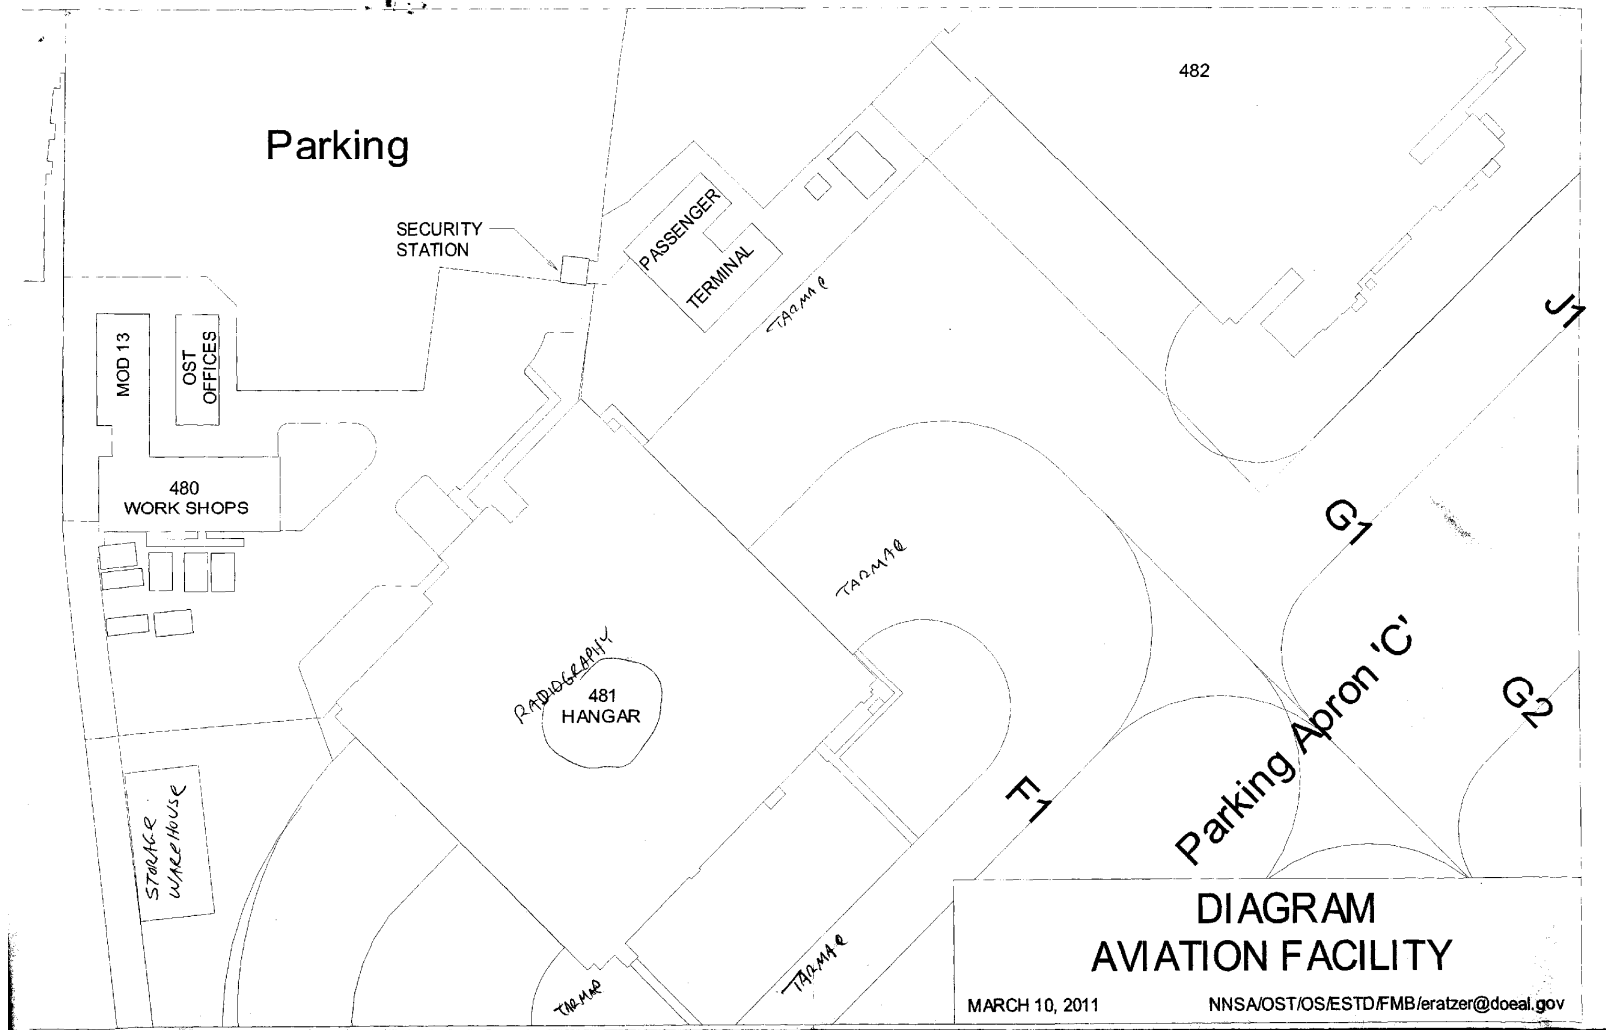 482
Parking
SECURITY
STATION
PASSENGER
TERMINAL
TARMAC
J1
MOD 13
OST
OFFICES
480
WORK SHOPS
G1
TARMAC
RADIOGRAPHY
481
HANGAR
Parking Apron 'C'
G2
F1
STORAGE
WAREHOUSE
TARMAC
TARMAC
DIAGRAM
AVIATION FACILITY
MARCH 10, 2011
NNSA/OST/OS/ESTD/FMB/eratzer@doeal.gov